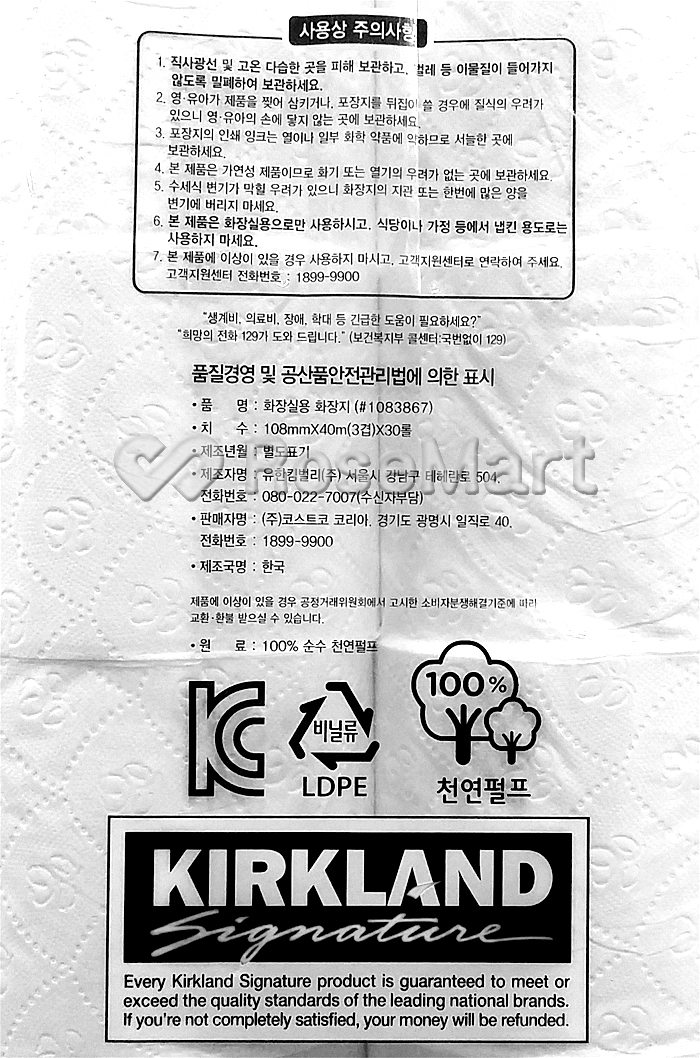 사용상 주의사항
1. 직사광선 및 고온 다습한 곳을 피해 보관하고, 벌레 등 이물질이 들어가지
않도록 밀폐하여 보관하세요.
2. 영·유아가 제품을 찢어 삼키거나, 포장지를 뒤집어 쓸 경우에 질식의 우려가
있으니 영·유아의 손에 닿지 않는 곳에 보관하세요.
3. 포장지의 인쇄 잉크는 열이나 일부 화학 약품에 약하므로 서늘한 곳에
보관하세요.
4. 본 제품은 가연성 제품이므로 화기 또는 열기의 우려가 없는 곳에 보관하세요.
5. 수세식 변기가 막힐 우려가 있으니 화장지의 지관 또는 한번에 많은 양을
변기에 버리지 마세요.
6. 본 제품은 화장실용으로만 사용하시고, 식당이나 가정 등에서 냅킨 용도로는
사용하지 마세요.
7. 본 제품에 이상이 있을 경우 사용하지 마시고, 고객지원센터로 연락하여 주세요.
고객지원센터 전화번호 : 1899-9900
"생계비, 의료비, 장애, 학대 등 긴급한 도움이 필요하세요?"
"희망의 전화 129가 도와 드립니다." (보건복지부 콜센터:국번없이 129)
품질경영 및 공산품안전관리법에 의한 표시
• 품 명 : 화장실용 화장지 (#1083867)
• 치 수 : 108mmX40m(3겹)X30롤
• 제조년월 : 별도표기
RoseMart
• 제조자명 : 유한킴벌리(주) 서울시 강남구 테헤란로 504.
전화번호 : 080-022-7007(수신자부담)
• 판매자명 : (주)코스트코 코리아. 경기도 광명시 일직로 40.
전화번호 : 1899-9900
• 제조국명 : 한국
제품에 이상이 있을 경우 공정거래위원회에서 고시한 소비자분쟁해결기준에 따라
교환·환불 받으실 수 있습니다.
• 원 료 : 100% 순수 천연펄프
KC
비닐류
LDPE
100%
천연펄프
KIRKLAND
Signature
Every Kirkland Signature product is guaranteed to meet or
exceed the quality standards of the leading national brands.
If you're not completely satisfied, your money will be refunded.